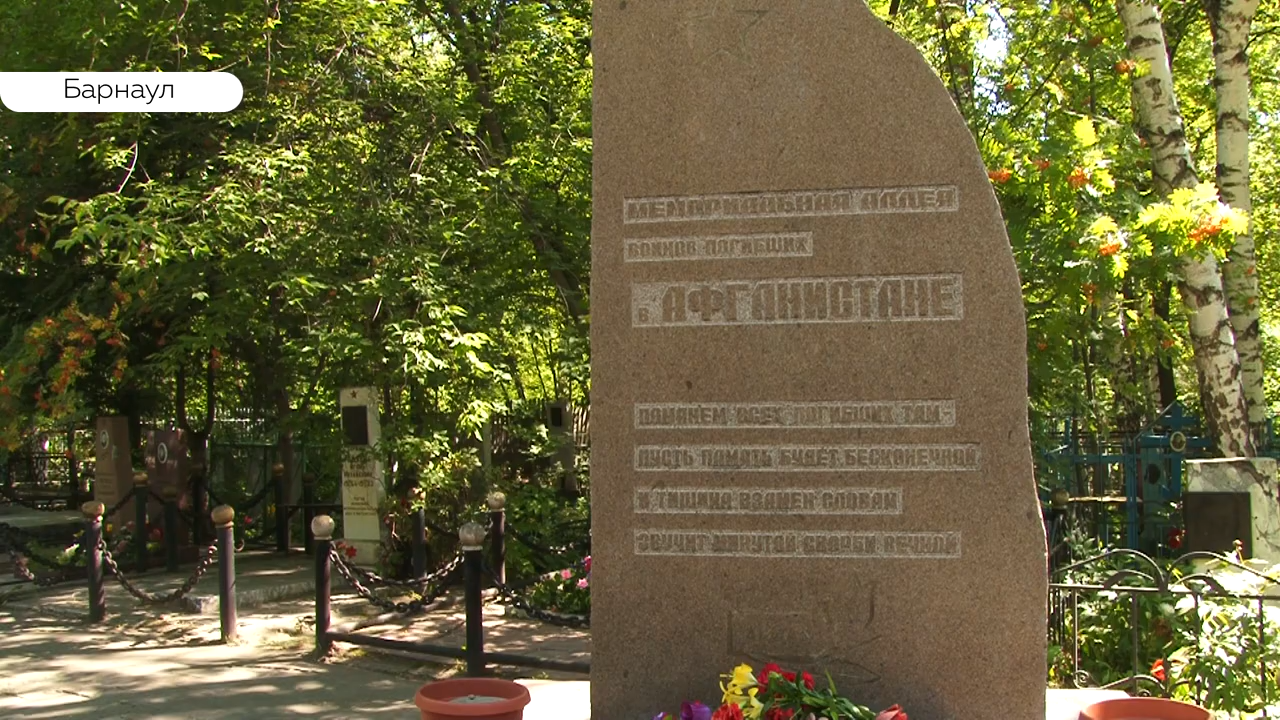 Барнаул
МЕМОРИАЛЬНАЯ АЛЛЕЯ
ВОИНОВ ПОГИБШИХ
В АФГАНИСТАНЕ
ПОМЯНЕМ ВСЕХ ПОГИБШИХ ТАМ
ПУСТЬ ПАМЯТЬ БУДЕТ БЕСКОНЕЧНОЙ
И ТИШИНА ВЗАМЕН СЛОВАМ
ЗВУЧИТ МИНУТОЙ СКОРБИ ВЕЧНОЙ